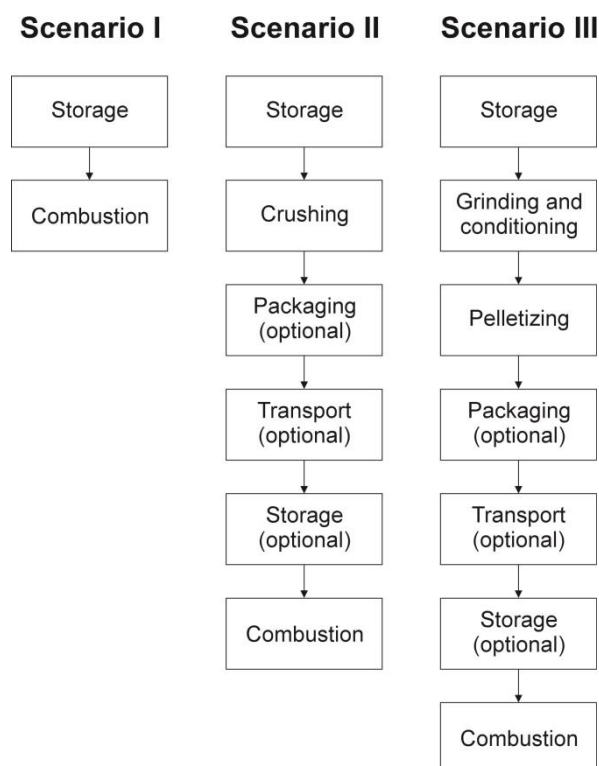 Scenario I
Storage
Combustion
Scenario II
Storage
Crushing
Packaging
(optional)
Transport
(optional)
Storage
(optional)
Combustion
Scenario III
Storage
Grinding and
conditioning
Pelletizing
Packaging
(optional)
Transport
(optional)
Storage
(optional)
Combustion